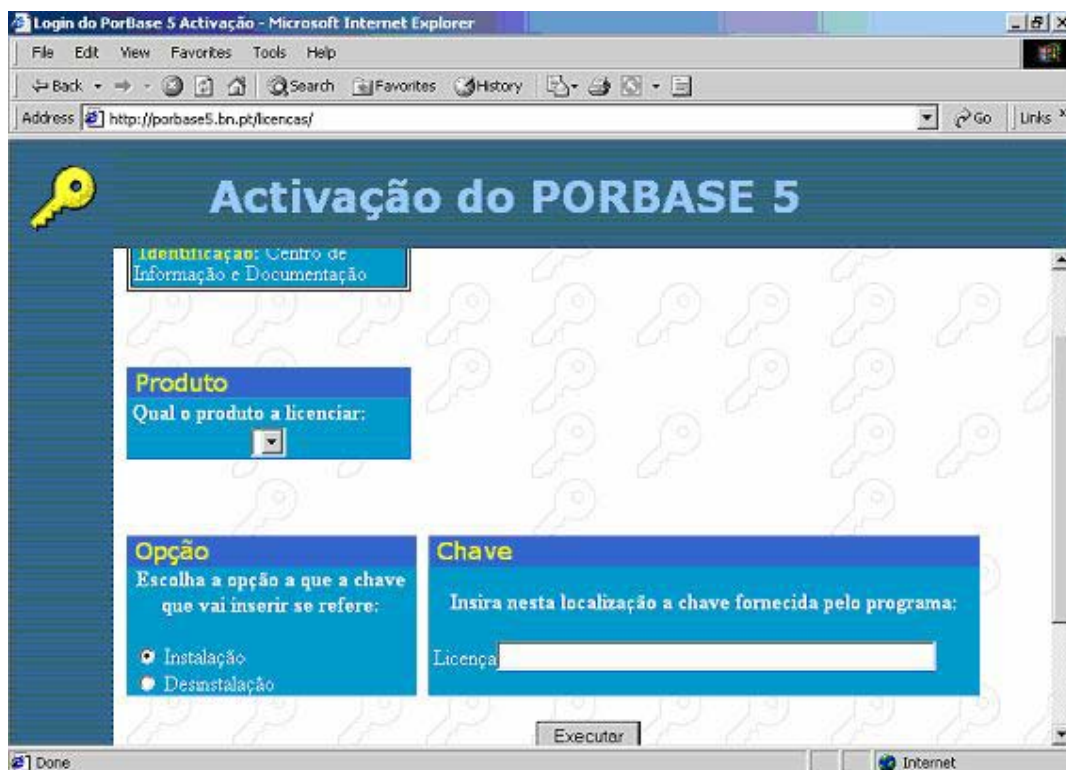 Login do PorBase 5 Activação - Microsoft Internet Explorer
File Edit View Favorites Tools Help
Back Search Favorites History
Address http://porbase5.bn.pt/licencas/ Go Links
Activação do PORBASE 5
Identificação: Centro de
Informação e Documentação
Produto
Qual o produto a licenciar:
Opção
Escolha a opção a que a chave
que vai inserir se refere:
Instalação
Desinstalação
Chave
Insira nesta localização a chave fornecida pelo programa:
Licença
Executar
Done Internet